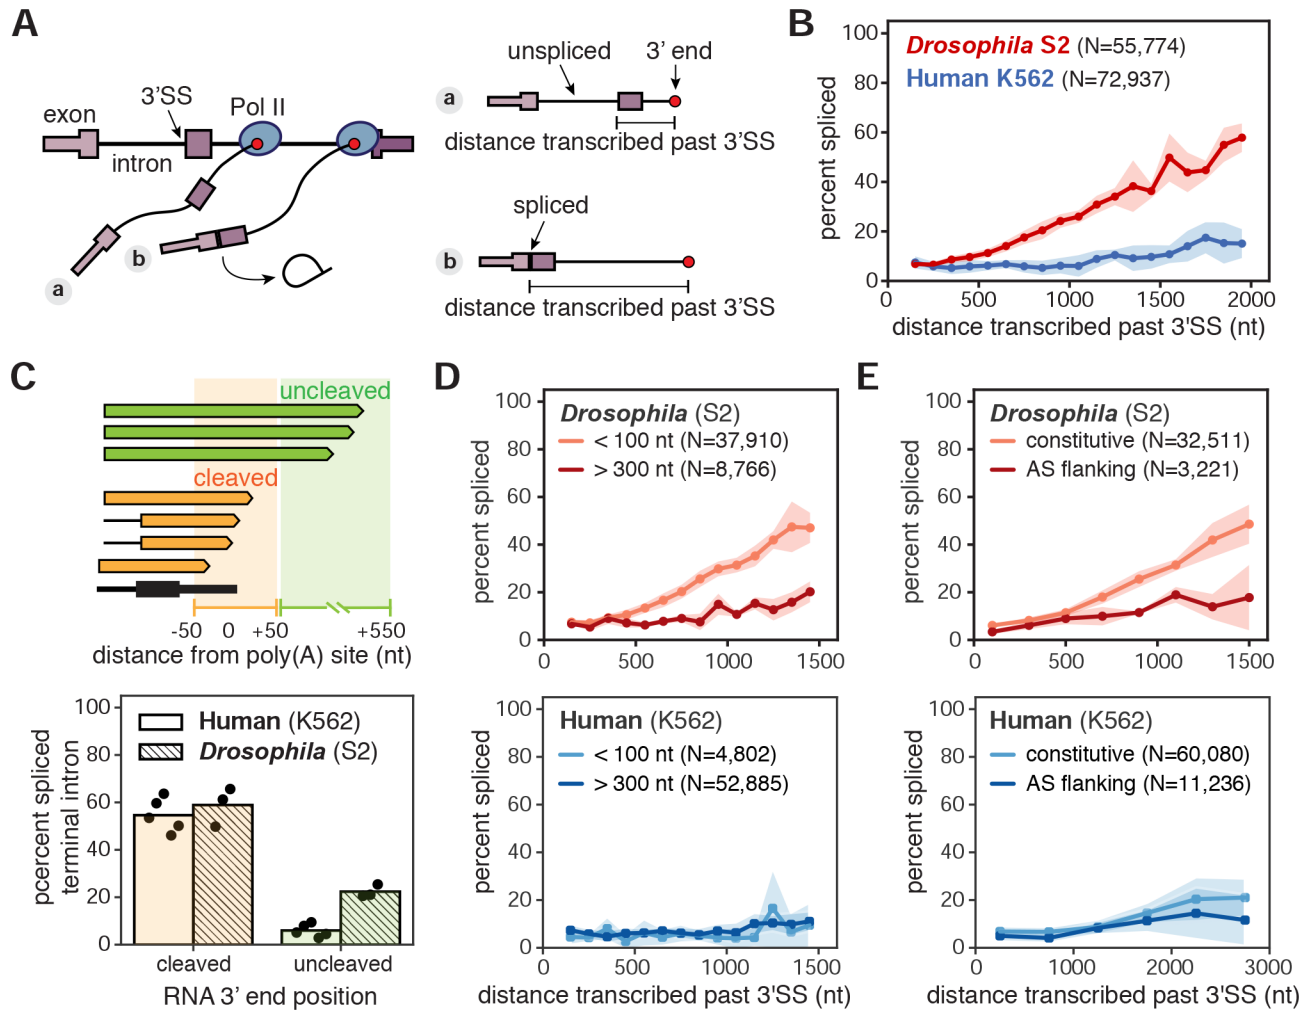 A
exon
3'SS
Pol II
intron
a
b
unspliced
3' end
a
distance transcribed past 3'SS
spliced
b
distance transcribed past 3'SS
B
percent spliced
100
80
60
40
20
0
Drosophila S2 (N=55,774)
Human K562 (N=72,937)
0 500 1000 1500 2000
distance transcribed past 3'SS (nt)
C
uncleaved
cleaved
-50 0 +50 +550
distance from poly(A) site (nt)
pcercent spliced
terminal intron
100
80
60
40
20
0
Human (K562)
Drosophila (S2)
cleaved uncleaved
RNA 3' end position
D
percent spliced
100
80
60
40
20
0
Drosophila (S2)
< 100 nt (N=37,910)
> 300 nt (N=8,766)
0 500 1000 1500
percent spliced
100
80
60
40
20
0
Human (K562)
< 100 nt (N=4,802)
> 300 nt (N=52,885)
0 500 1000 1500
distance transcribed past 3'SS (nt)
E
percent spliced
100
80
60
40
20
0
Drosophila (S2)
constitutive (N=32,511)
AS flanking (N=3,221)
0 500 1000 1500
percent spliced
100
80
60
40
20
0
Human (K562)
constitutive (N=60,080)
AS flanking (N=11,236)
0 1000 2000 3000
distance transcribed past 3'SS (nt)